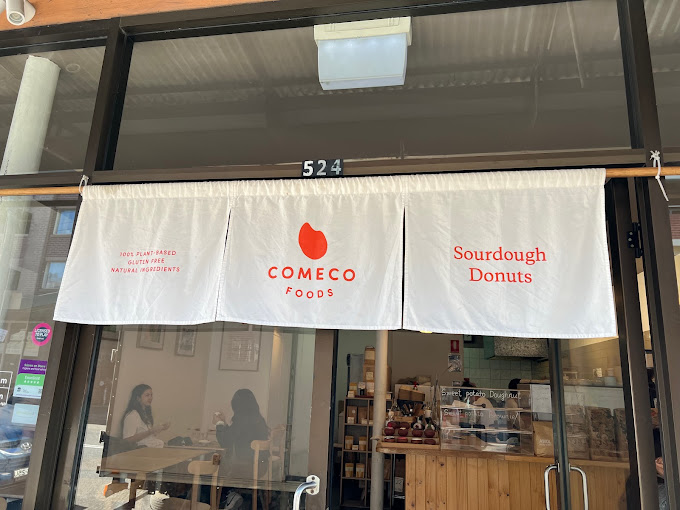 524
100% PLANT-BASED
GLUTEN FREE
NATURAL INGREDIENTS
COMECO
FOODS
Sourdough
Donuts
Sweet potato Doughnut